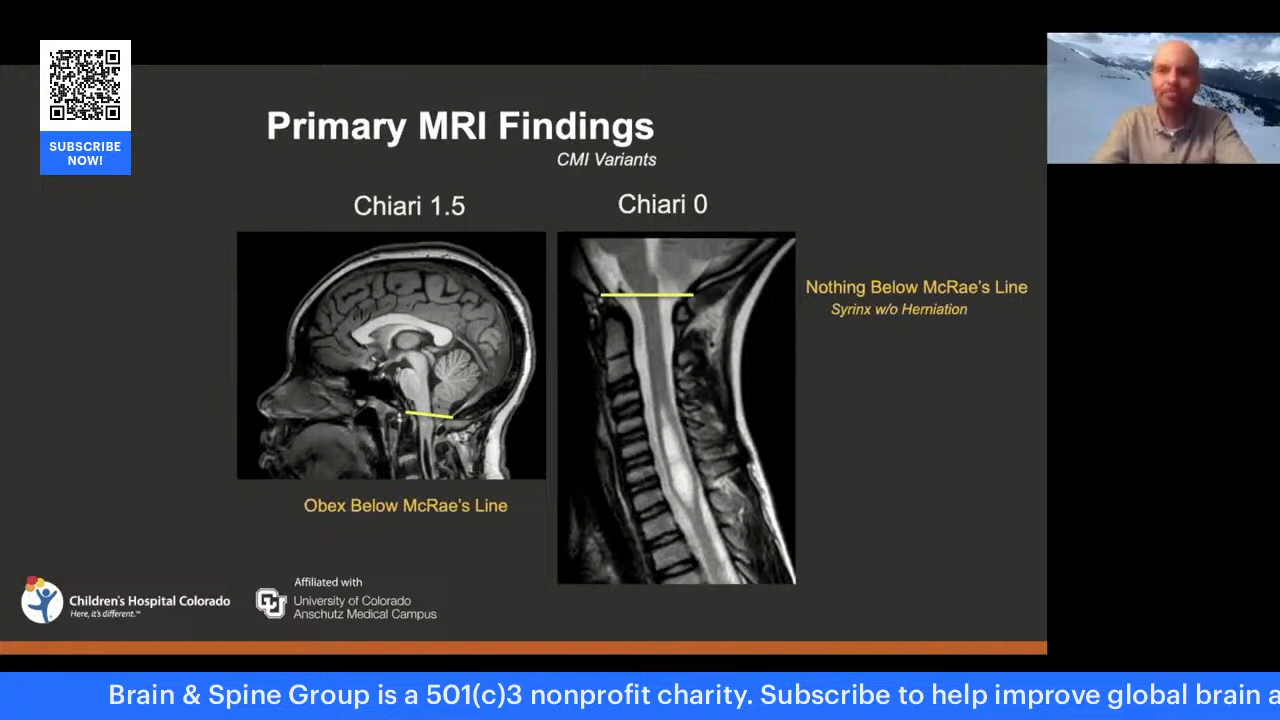 SUBSCRIBE
NOW!
Primary MRI Findings
CMI Variants
Chiari 1.5
Chiari 0
Nothing Below McRae's Line
Syrinx w/o Herniation
Obex Below McRae's Line
Children's Hospital Colorado
Here, it's different.™
Affiliated with
University of Colorado
Anschutz Medical Campus
Brain & Spine Group is a 501(c)3 nonprofit charity. Subscribe to help improve global brain a